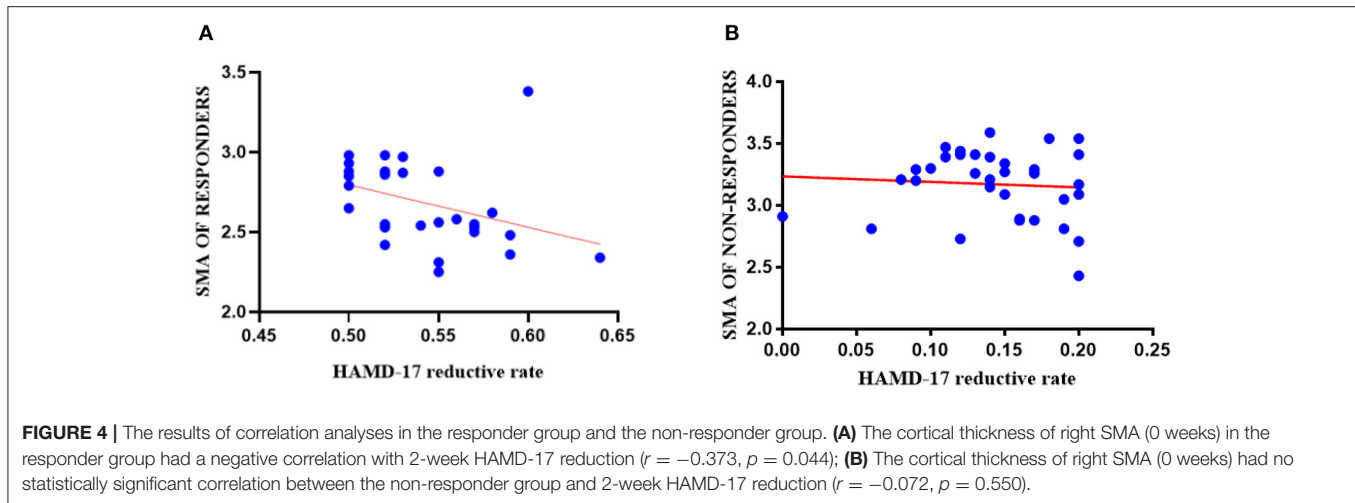 A
B
SMA OF RESPONDERS
3.5
3.0
2.5
2.0
0.45 0.50 0.55 0.60 0.65
HAMD-17 reductive rate
SMA OF NON-RESPONDERS
4.0
3.5
3.0
2.5
2.0
0.00 0.05 0.10 0.15 0.20 0.25
HAMD-17 reductive rate
FIGURE 4 | The results of correlation analyses in the responder group and the non-responder group. (A) The cortical thickness of right SMA (0 weeks) in the
responder group had a negative correlation with 2-week HAMD-17 reduction (r = −0.373, p = 0.044); (B) The cortical thickness of right SMA (0 weeks) had no
statistically significant correlation between the non-responder group and 2-week HAMD-17 reduction (r = −0.072, p = 0.550).